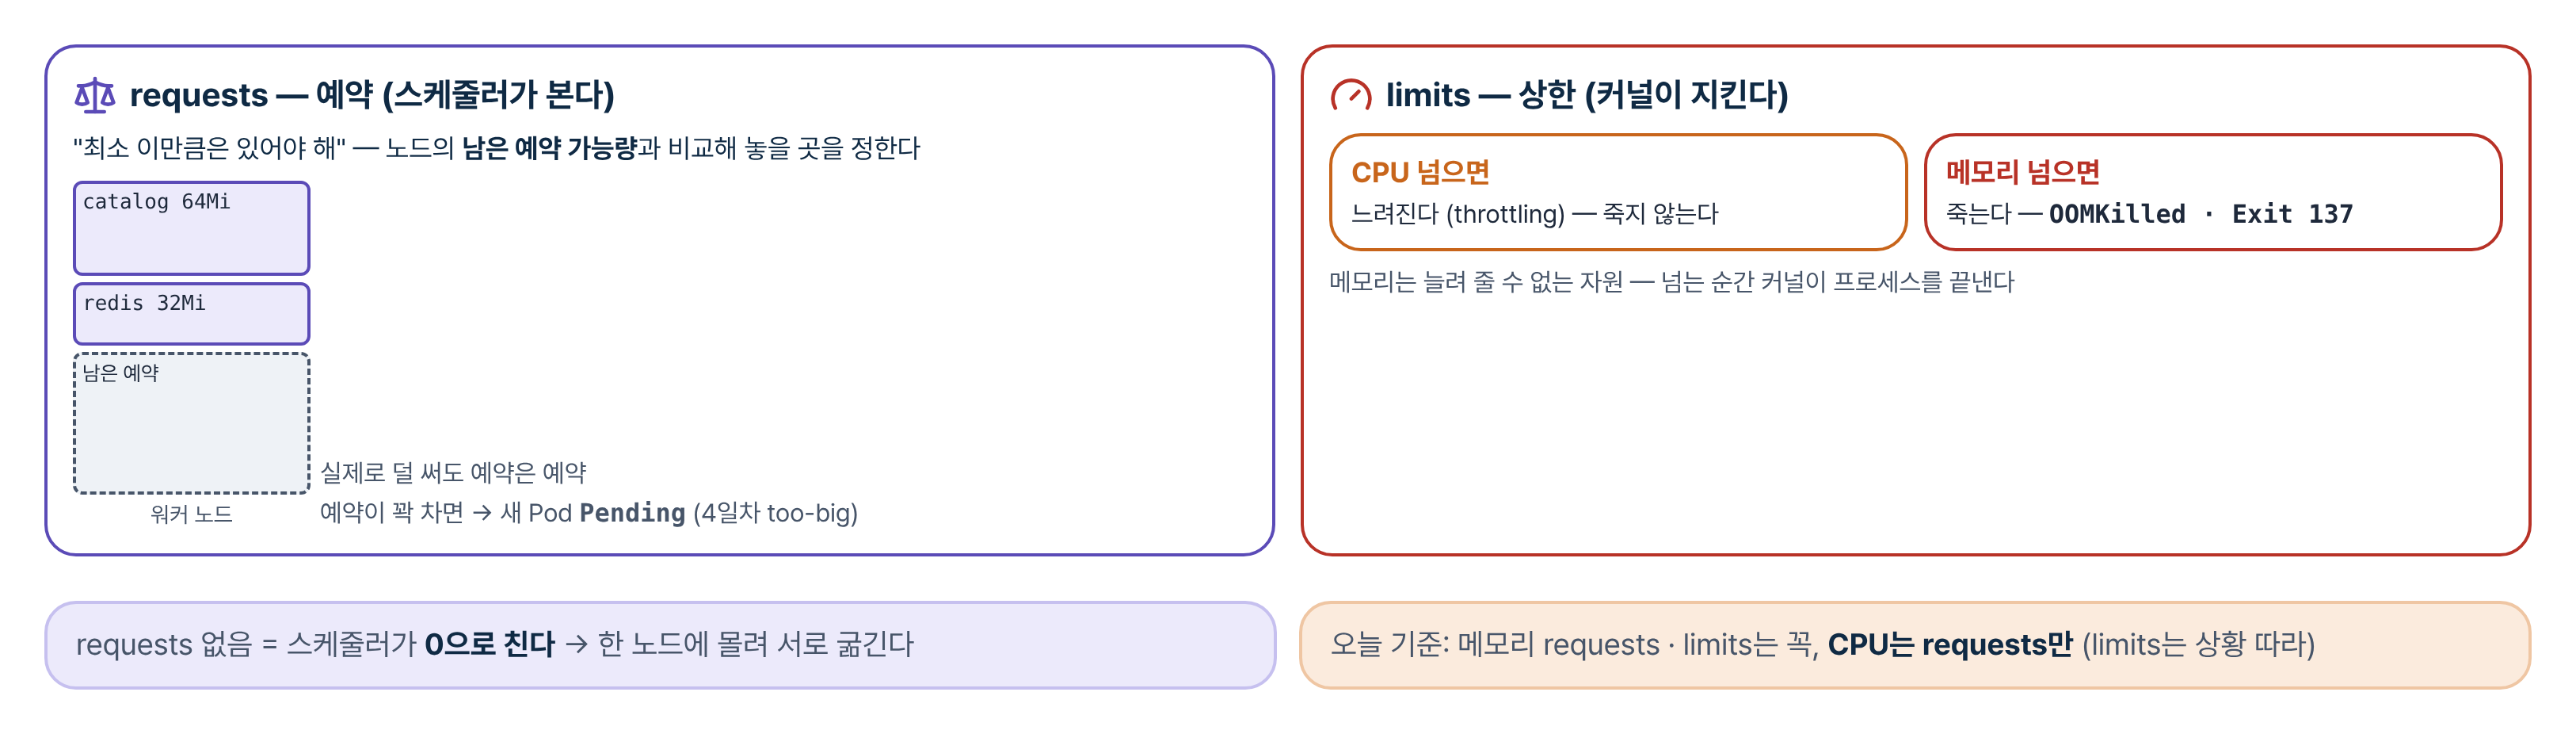 requests — 예약 (스케줄러가 본다)
"최소 이만큼은 있어야 해" — 노드의 남은 예약 가능량과 비교해 놓을 곳을 정한다
catalog 64Mi
redis 32Mi
남은 예약
워커 노드
실제로 덜 써도 예약은 예약
예약이 꽉 차면 → 새 Pod Pending (4일차 too-big)
limits — 상한 (커널이 지킨다)
CPU 넘으면
느려진다 (throttling) — 죽지 않는다
메모리 넘으면
죽는다 — OOMKilled · Exit 137
메모리는 늘려 줄 수 없는 자원 — 넘는 순간 커널이 프로세스를 끝낸다
requests 없음 = 스케줄러가 0으로 친다 → 한 노드에 몰려 서로 굶긴다
오늘 기준: 메모리 requests · limits는 꼭, CPU는 requests만 (limits는 상황 따라)